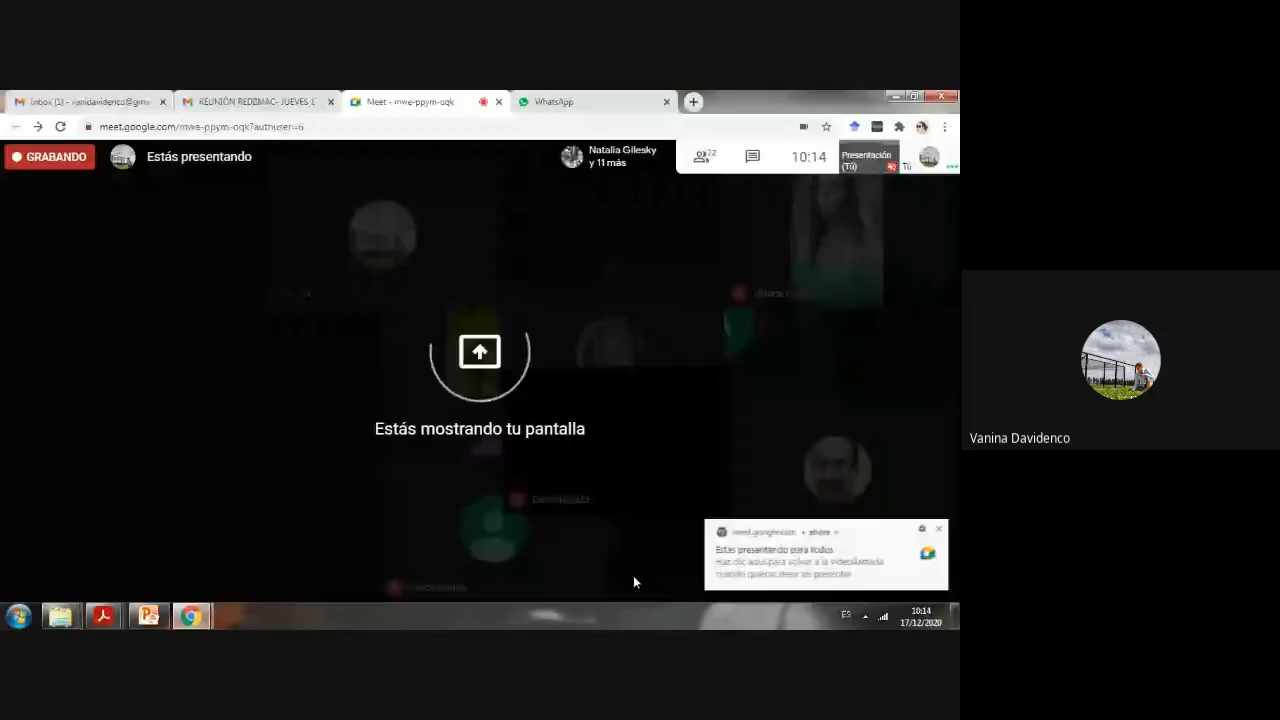 Inbox (1) - vanidavidenco@gma
REUNIÓN REDIMAC- JUEVES 1
Meet - mwe-ppym-oqk
WhatsApp
meet.google.com/mwe-ppym-oqk?authuser=6
GRABANDO
Estás presentando
Natalia Gilesky
y 11 más
22
10:14
Presentación
(Tú)
Tú
Estás mostrando tu pantalla
Vanina Davidenco
meet.google.com • ahora
Estás presentando para todos
Haz clic aquí para volver a la videollamada
cuando quieras dejar de presentar
ES
10:14
17/12/2020